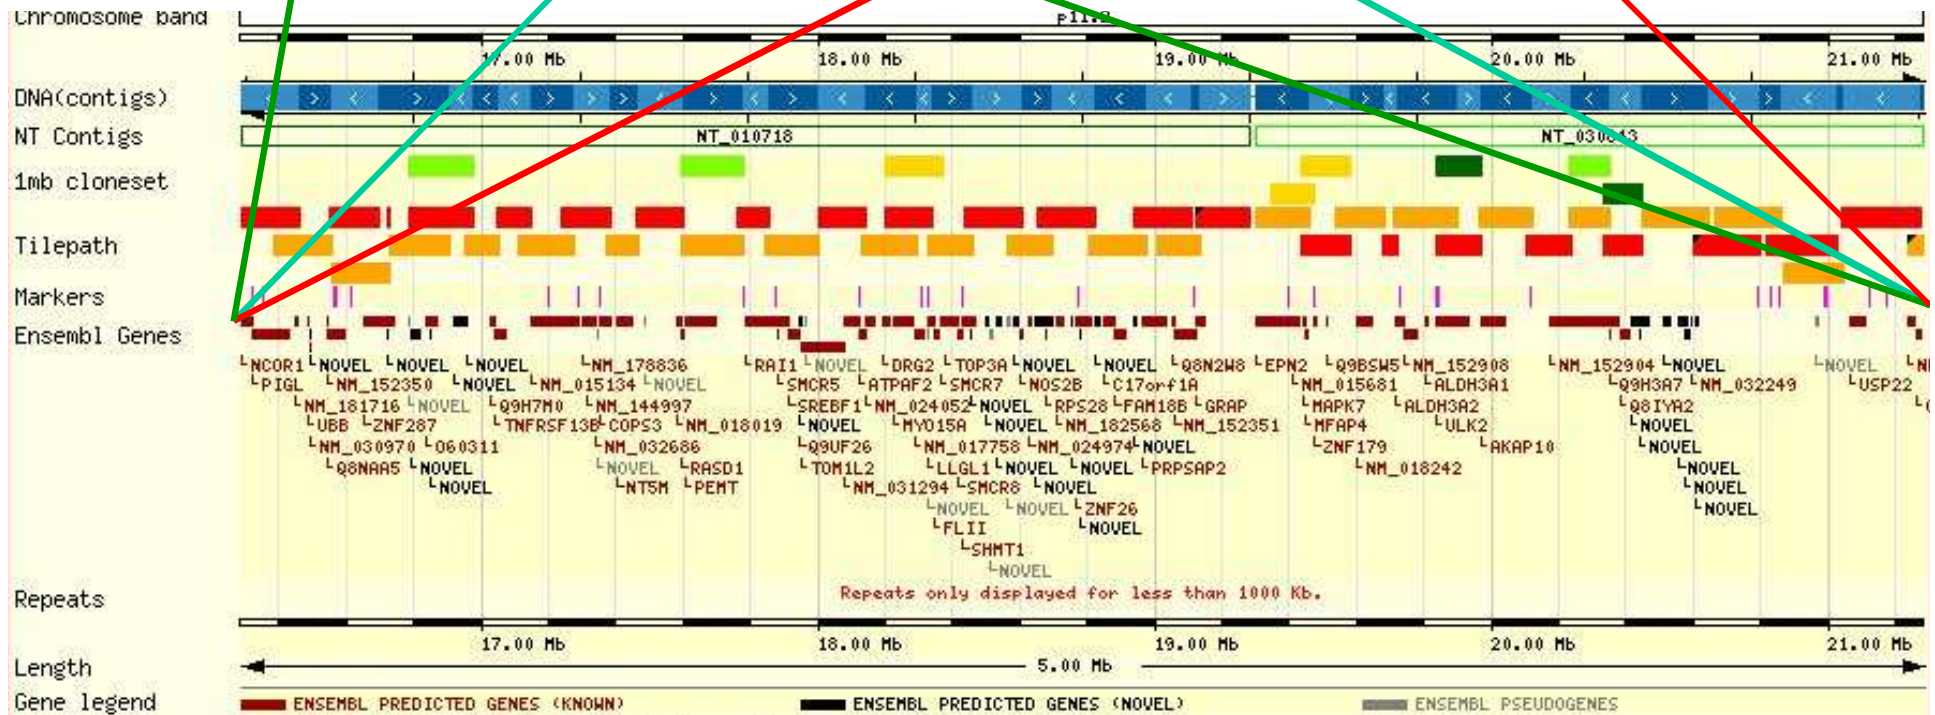 Chromosome band p11.2
17.00 Mb 18.00 Mb 19.00 Mb 20.00 Mb 21.00 Mb
DNA(contigs)
NT Contigs NT_010718
1mb cloneset
Tilepath
Markers
Ensembl Genes
NCOR1 NOVEL NOVEL NOVEL NM_178836 RAI1 NOVEL DRG2 TOP3A NOVEL NOVEL Q8N2W8 EPN2 Q9BSW5 NM_152908 NM_152904 NOVEL NOVEL
PIGL NM_152350 NOVEL NM_015134 NOVEL SMCR5 ATPAF2 SMCR7 NOS2B C17orf1A NM_015681 ALDH3A1 Q9H3A7 NM_032249 USP22
NM_181716 NOVEL Q9H7M0 NM_144997 SREBF1 NM_024052 NOVEL RPS28 FAM18B GRAP MAPK7 ALDH3A2 Q8IYA2
UBB ZNF287 TNFRSF13B COPS3 NM_018019 NOVEL MYO15A NOVEL NM_182568 NM_152351 MFAP4 ULK2 NOVEL
NM_030970 O60311 NM_032686 Q9UF26 NM_017758 NM_024974 NOVEL ZNF179 AKAP10 NOVEL
Q8NAA5 NOVEL NOVEL RASD1 TOM1L2 LLGL1 NOVEL NOVEL PRPSAP2 NM_018242 NOVEL
NOVEL NT5M PEMT NM_031294 SMCR8 NOVEL NOVEL
NOVEL NOVEL ZNF26 NOVEL
FLII NOVEL
SHMT1
NOVEL
Repeats Repeats only displayed for less than 1000 Kb.
17.00 Mb 18.00 Mb 19.00 Mb 20.00 Mb 21.00 Mb
Length 5.00 Mb
Gene legend ENSEMBL PREDICTED GENES (KNOWN) ENSEMBL PREDICTED GENES (NOVEL) ENSEMBL PSEUDOGENES